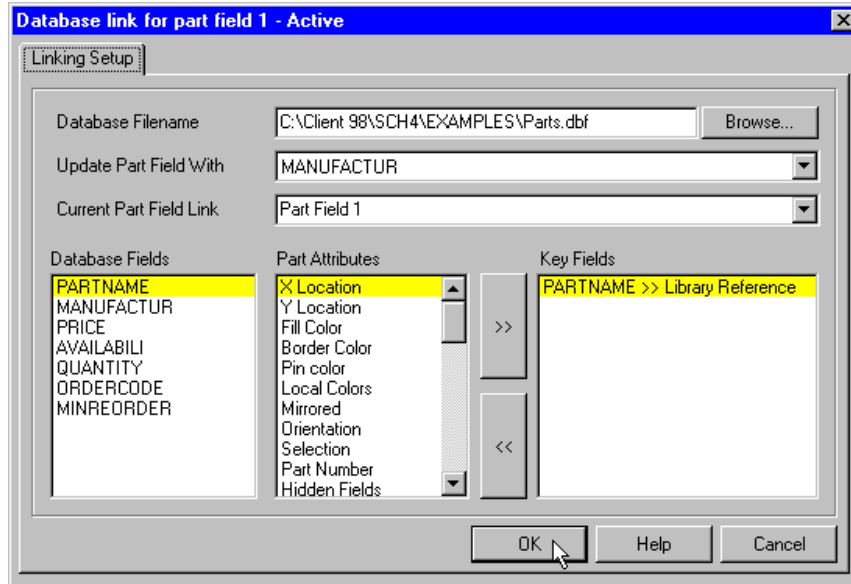 Database link for part field 1 - Active
Linking Setup
Database Filename
C:\Client 98\SCH4\EXAMPLES\Parts.dbf
Browse...
Update Part Field With
MANUFACTUR
Current Part Field Link
Part Field 1
Database Fields
PARTNAME
MANUFACTUR
PRICE
AVAILABILI
QUANTITY
ORDERCODE
MINREORDER
Part Attributes
X Location
Y Location
Fill Color
Border Color
Pin color
Local Colors
Mirrored
Orientation
Selection
Part Number
Hidden Fields
>>
<<
Key Fields
PARTNAME >> Library Reference
OK
Help
Cancel